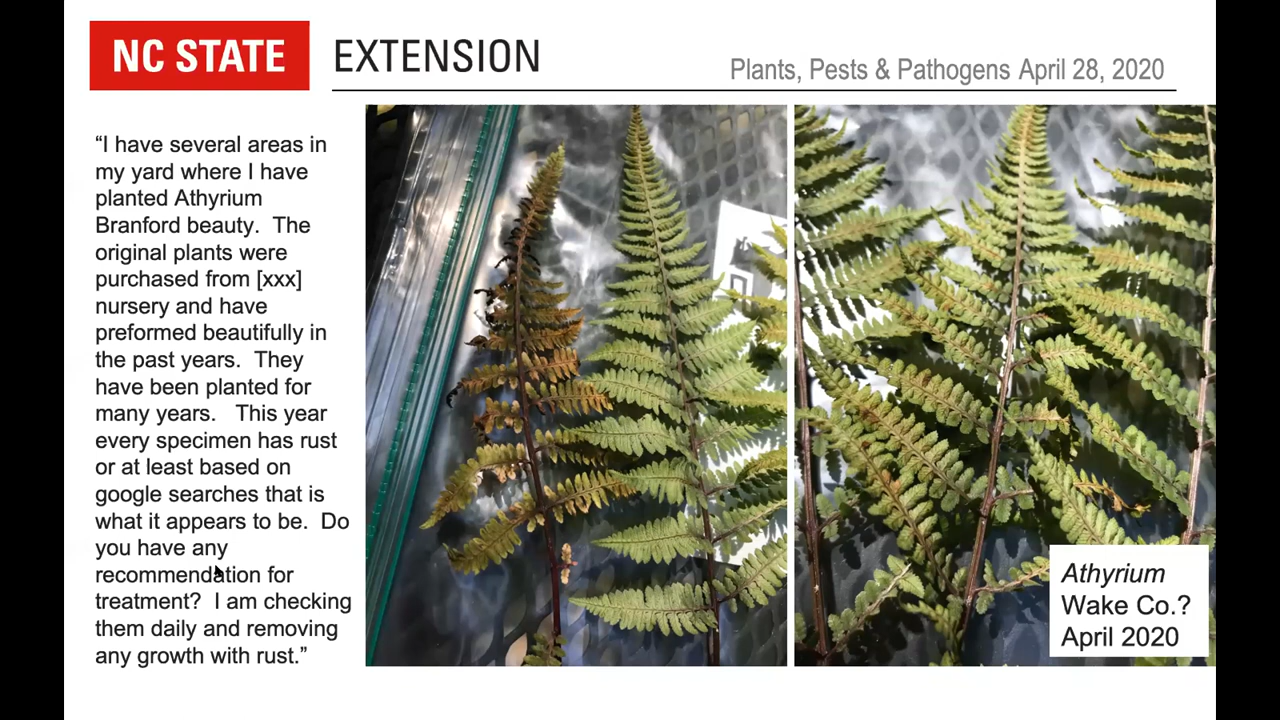 NC STATE EXTENSION
Plants, Pests & Pathogens April 28, 2020
“I have several areas in
my yard where I have
planted Athyrium
Branford beauty.  The
original plants were
purchased from [xxx]
nursery and have
preformed beautifully in
the past years.  They
have been planted for
many years.   This year
every specimen has rust
or at least based on
google searches that is
what it appears to be.  Do
you have any
recommendation for
treatment?  I am checking
them daily and removing
any growth with rust.”
Athyrium
Wake Co.?
April 2020